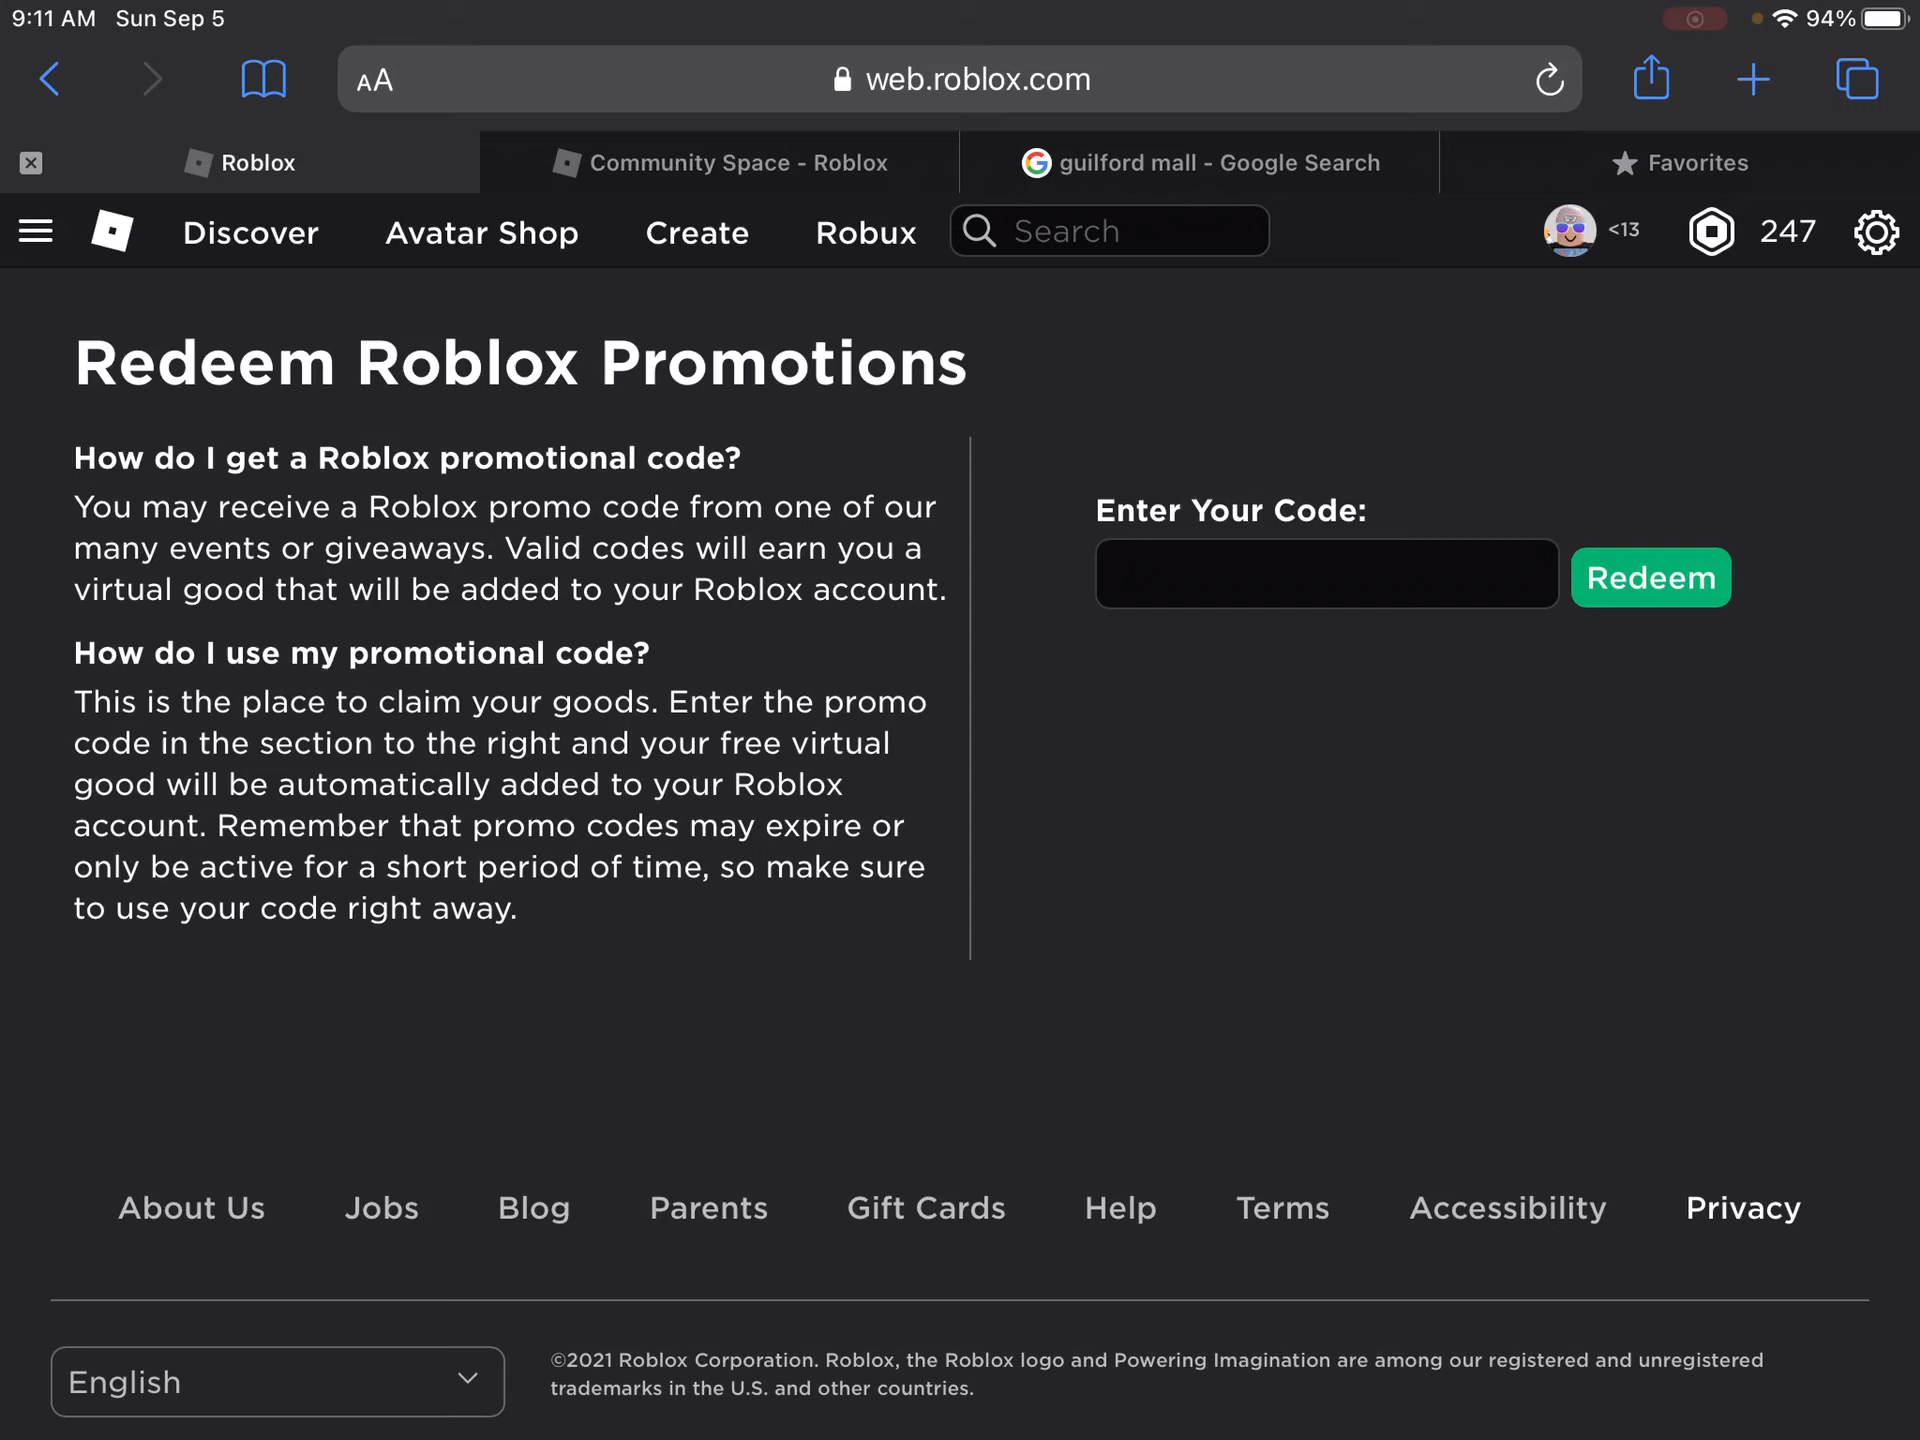 9:11 AM Sun Sep 5 94%
AA web.roblox.com
Roblox Community Space - Roblox guilford mall - Google Search Favorites
Discover Avatar Shop Create Robux Search <13 247
Redeem Roblox Promotions
How do I get a Roblox promotional code?
You may receive a Roblox promo code from one of our
many events or giveaways. Valid codes will earn you a
virtual good that will be added to your Roblox account.
How do I use my promotional code?
This is the place to claim your goods. Enter the promo
code in the section to the right and your free virtual
good will be automatically added to your Roblox
account. Remember that promo codes may expire or
only be active for a short period of time, so make sure
to use your code right away.
Enter Your Code:
Redeem
About Us Jobs Blog Parents Gift Cards Help Terms Accessibility Privacy
English
©2021 Roblox Corporation. Roblox, the Roblox logo and Powering Imagination are among our registered and unregistered
trademarks in the U.S. and other countries.